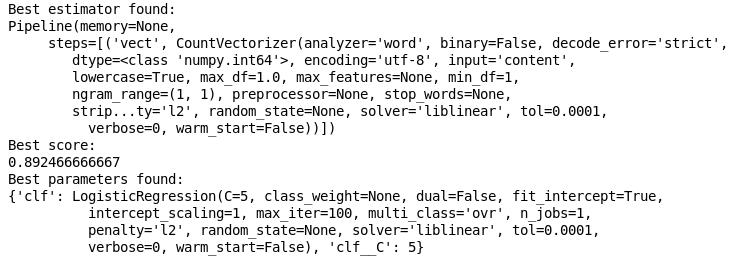 Best estimator found:
Pipeline(memory=None,
     steps=[('vect', CountVectorizer(analyzer='word', binary=False, decode_error='strict',
        dtype=<class 'numpy.int64'>, encoding='utf-8', input='content',
        lowercase=True, max_df=1.0, max_features=None, min_df=1,
        ngram_range=(1, 1), preprocessor=None, stop_words=None,
        strip...ty='l2', random_state=None, solver='liblinear', tol=0.0001,
          verbose=0, warm_start=False))])
Best score:
0.892466666667
Best parameters found:
{'clf': LogisticRegression(C=5, class_weight=None, dual=False, fit_intercept=True,
          intercept_scaling=1, max_iter=100, multi_class='ovr', n_jobs=1,
          penalty='l2', random_state=None, solver='liblinear', tol=0.0001,
          verbose=0, warm_start=False), 'clf__C': 5}